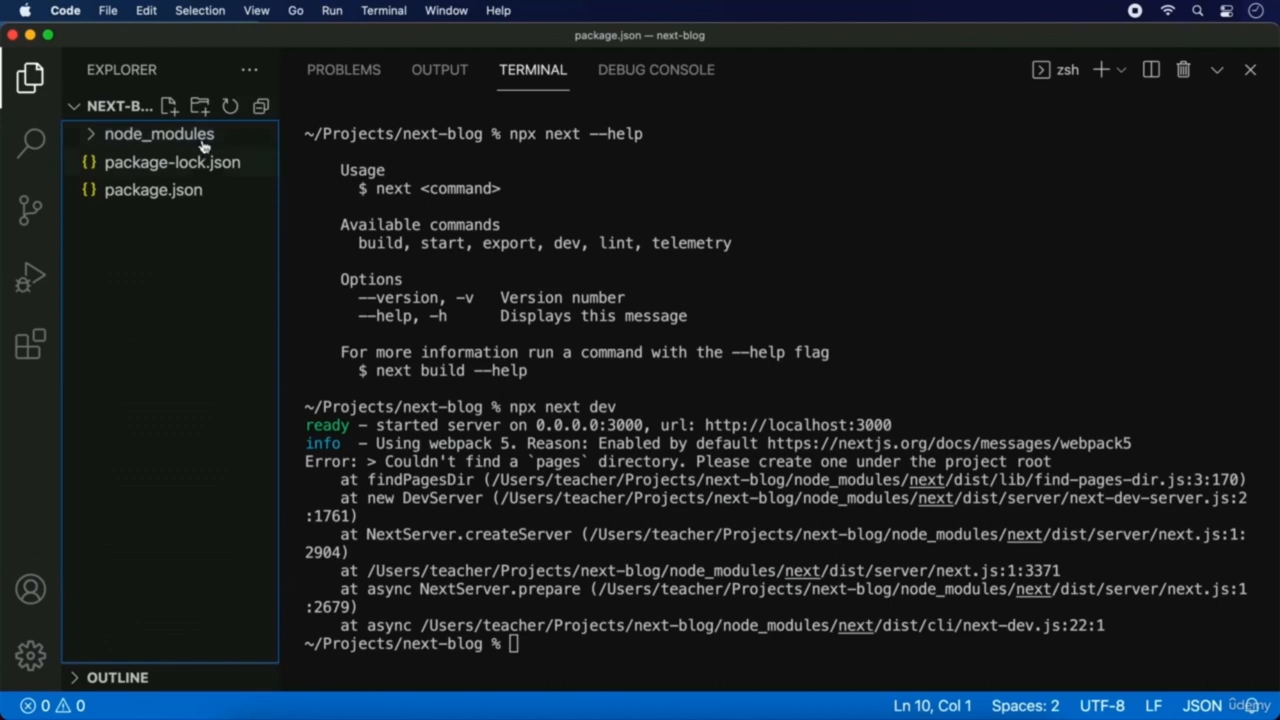 Code File Edit Selection View Go Run Terminal Window Help
package.json — next-blog
EXPLORER
NEXT-B...
node_modules
{} package-lock.json
{} package.json
OUTLINE
PROBLEMS OUTPUT TERMINAL DEBUG CONSOLE
zsh
~/Projects/next-blog % npx next --help
Usage
$ next <command>
Available commands
build, start, export, dev, lint, telemetry
Options
--version, -v Version number
--help, -h Displays this message
For more information run a command with the --help flag
$ next build --help
~/Projects/next-blog % npx next dev
ready - started server on 0.0.0.0:3000, url: http://localhost:3000
info - Using webpack 5. Reason: Enabled by default https://nextjs.org/docs/messages/webpack5
Error: > Couldn't find a `pages` directory. Please create one under the project root
at findPagesDir (/Users/teacher/Projects/next-blog/node_modules/next/dist/lib/find-pages-dir.js:3:170)
at new DevServer (/Users/teacher/Projects/next-blog/node_modules/next/dist/server/next-dev-server.js:2
:1761)
at NextServer.createServer (/Users/teacher/Projects/next-blog/node_modules/next/dist/server/next.js:1:
2904)
at /Users/teacher/Projects/next-blog/node_modules/next/dist/server/next.js:1:3371
at async NextServer.prepare (/Users/teacher/Projects/next-blog/node_modules/next/dist/server/next.js:1
:2679)
at async /Users/teacher/Projects/next-blog/node_modules/next/dist/cli/next-dev.js:22:1
~/Projects/next-blog %
0 0 Ln 10, Col 1 Spaces: 2 UTF-8 LF JSON
udemy